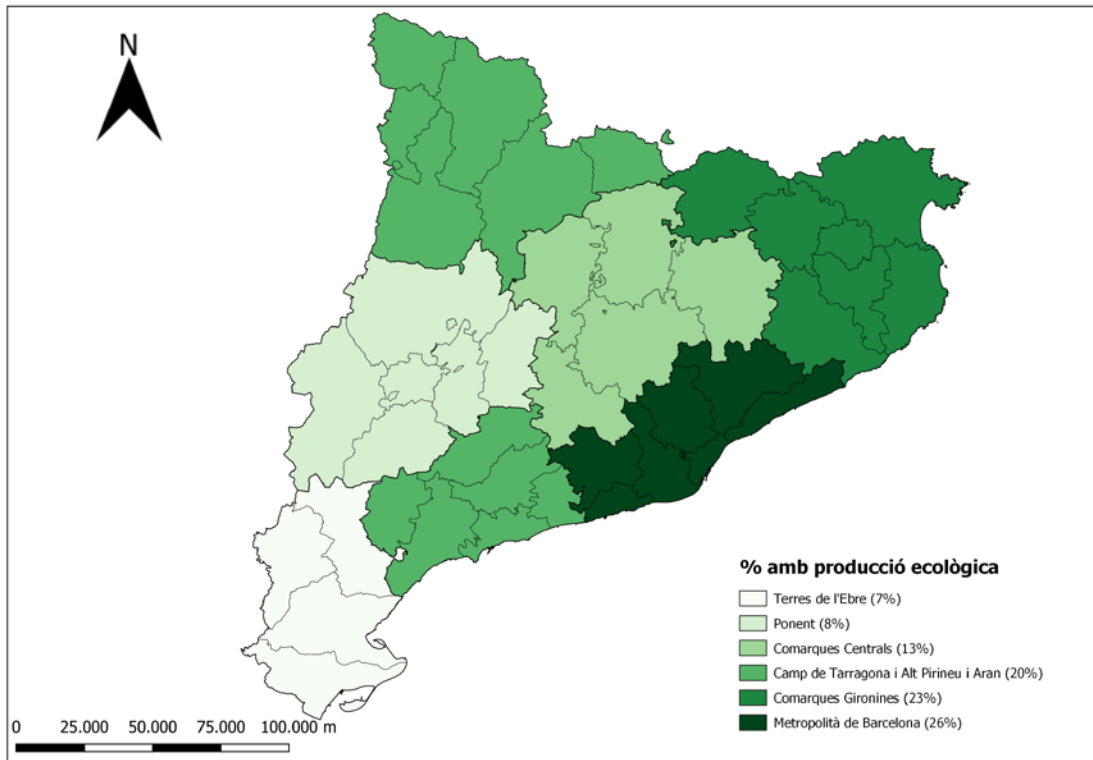 N
% amb producció ecològica
Terres de l'Ebre (7%)
Ponent (8%)
Comarques Centrals (13%)
Camp de Tarragona i Alt Pirineu i Aran (20%)
Comarques Gironines (23%)
Metropolità de Barcelona (26%)
0 25.000 50.000 75.000 100.000 m